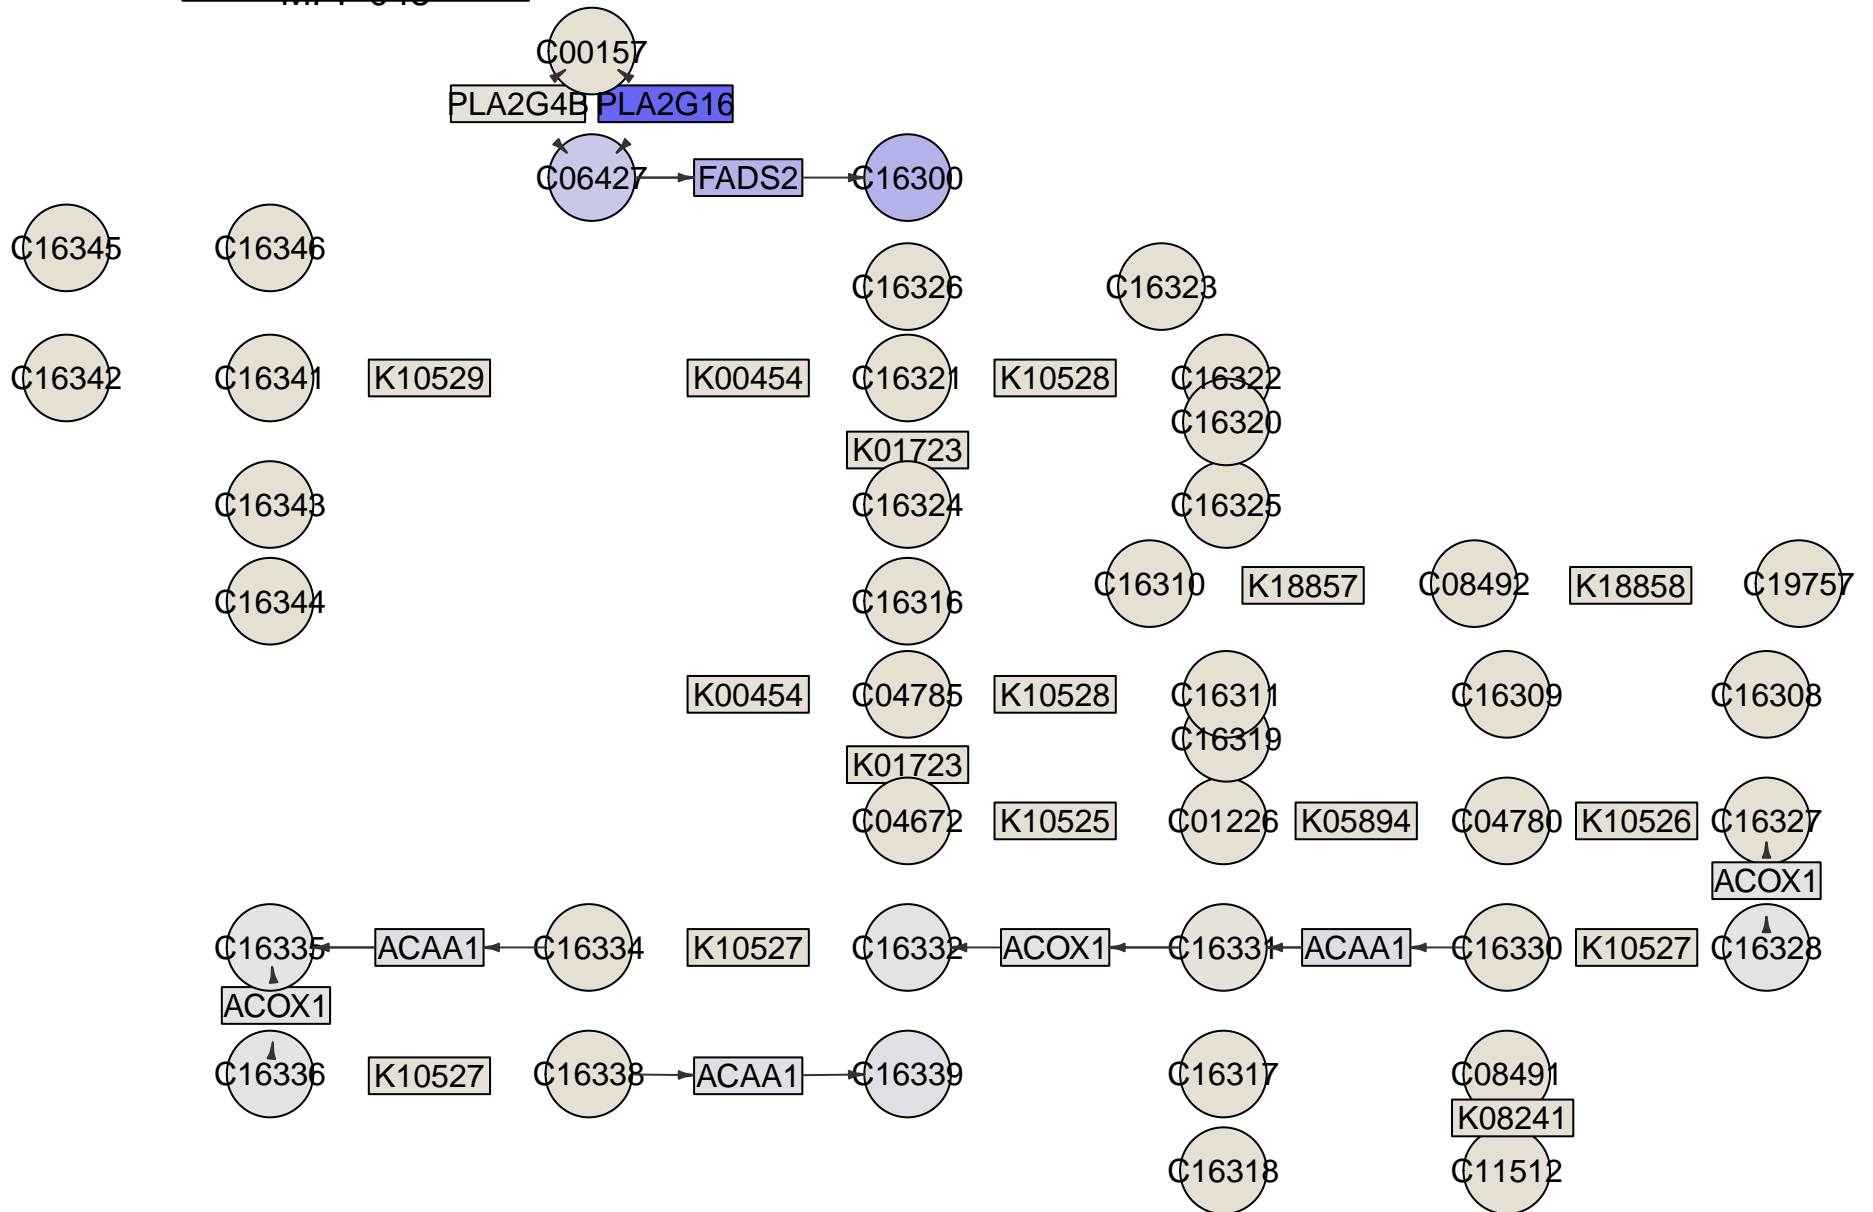 C00157
PLA2G4B PLA2G16
C06427 FADS2 C16300
C16345 C16346
C16326 C16323
C16342 C16341 K10529 K00454 C16321 K10528 C16322
C16320
K01723
C16343 C16324 C16325
C16310 K18857 C08492 K18858 C19757
C16344 C16316
K00454 C04785 K10528 C16311 C16309 C16308
C16319
K01723
C04672 K10525 C01226 K05894 C04780 K10526 C16327
ACOX1
C16335 ACAA1 C16334 K10527 C16332 ACOX1 C16331 ACAA1 C16330 K10527 C16328
ACOX1
C16336 K10527 C16338 ACAA1 C16339 C16317 C08491
K08241
C16318 C11512